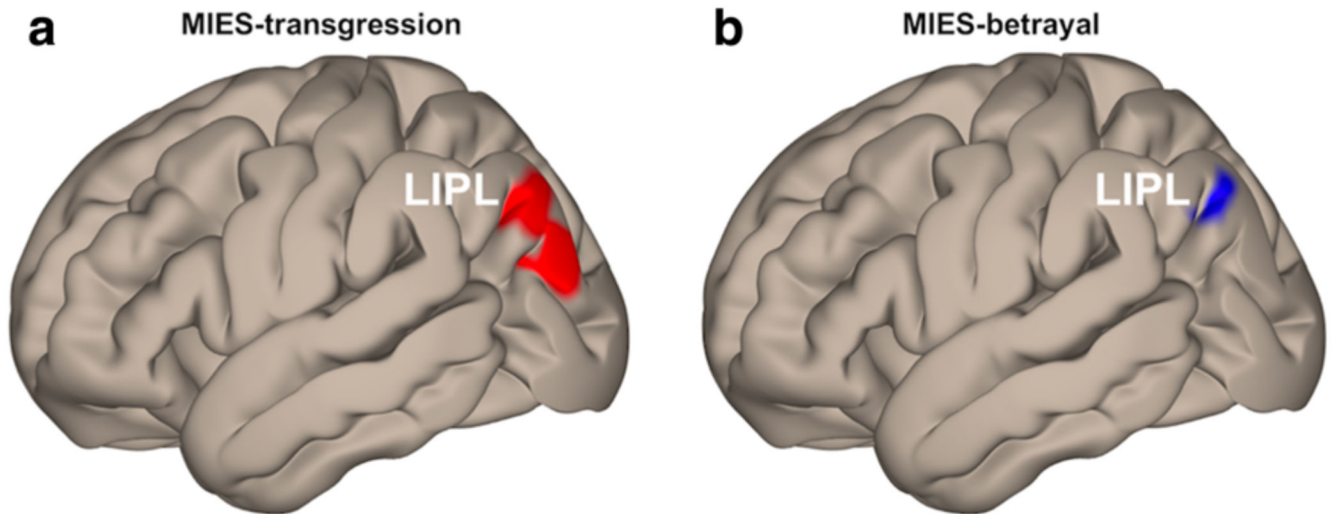 a
MIES-transgression
LIPL
b
MIES-betrayal
LIPL